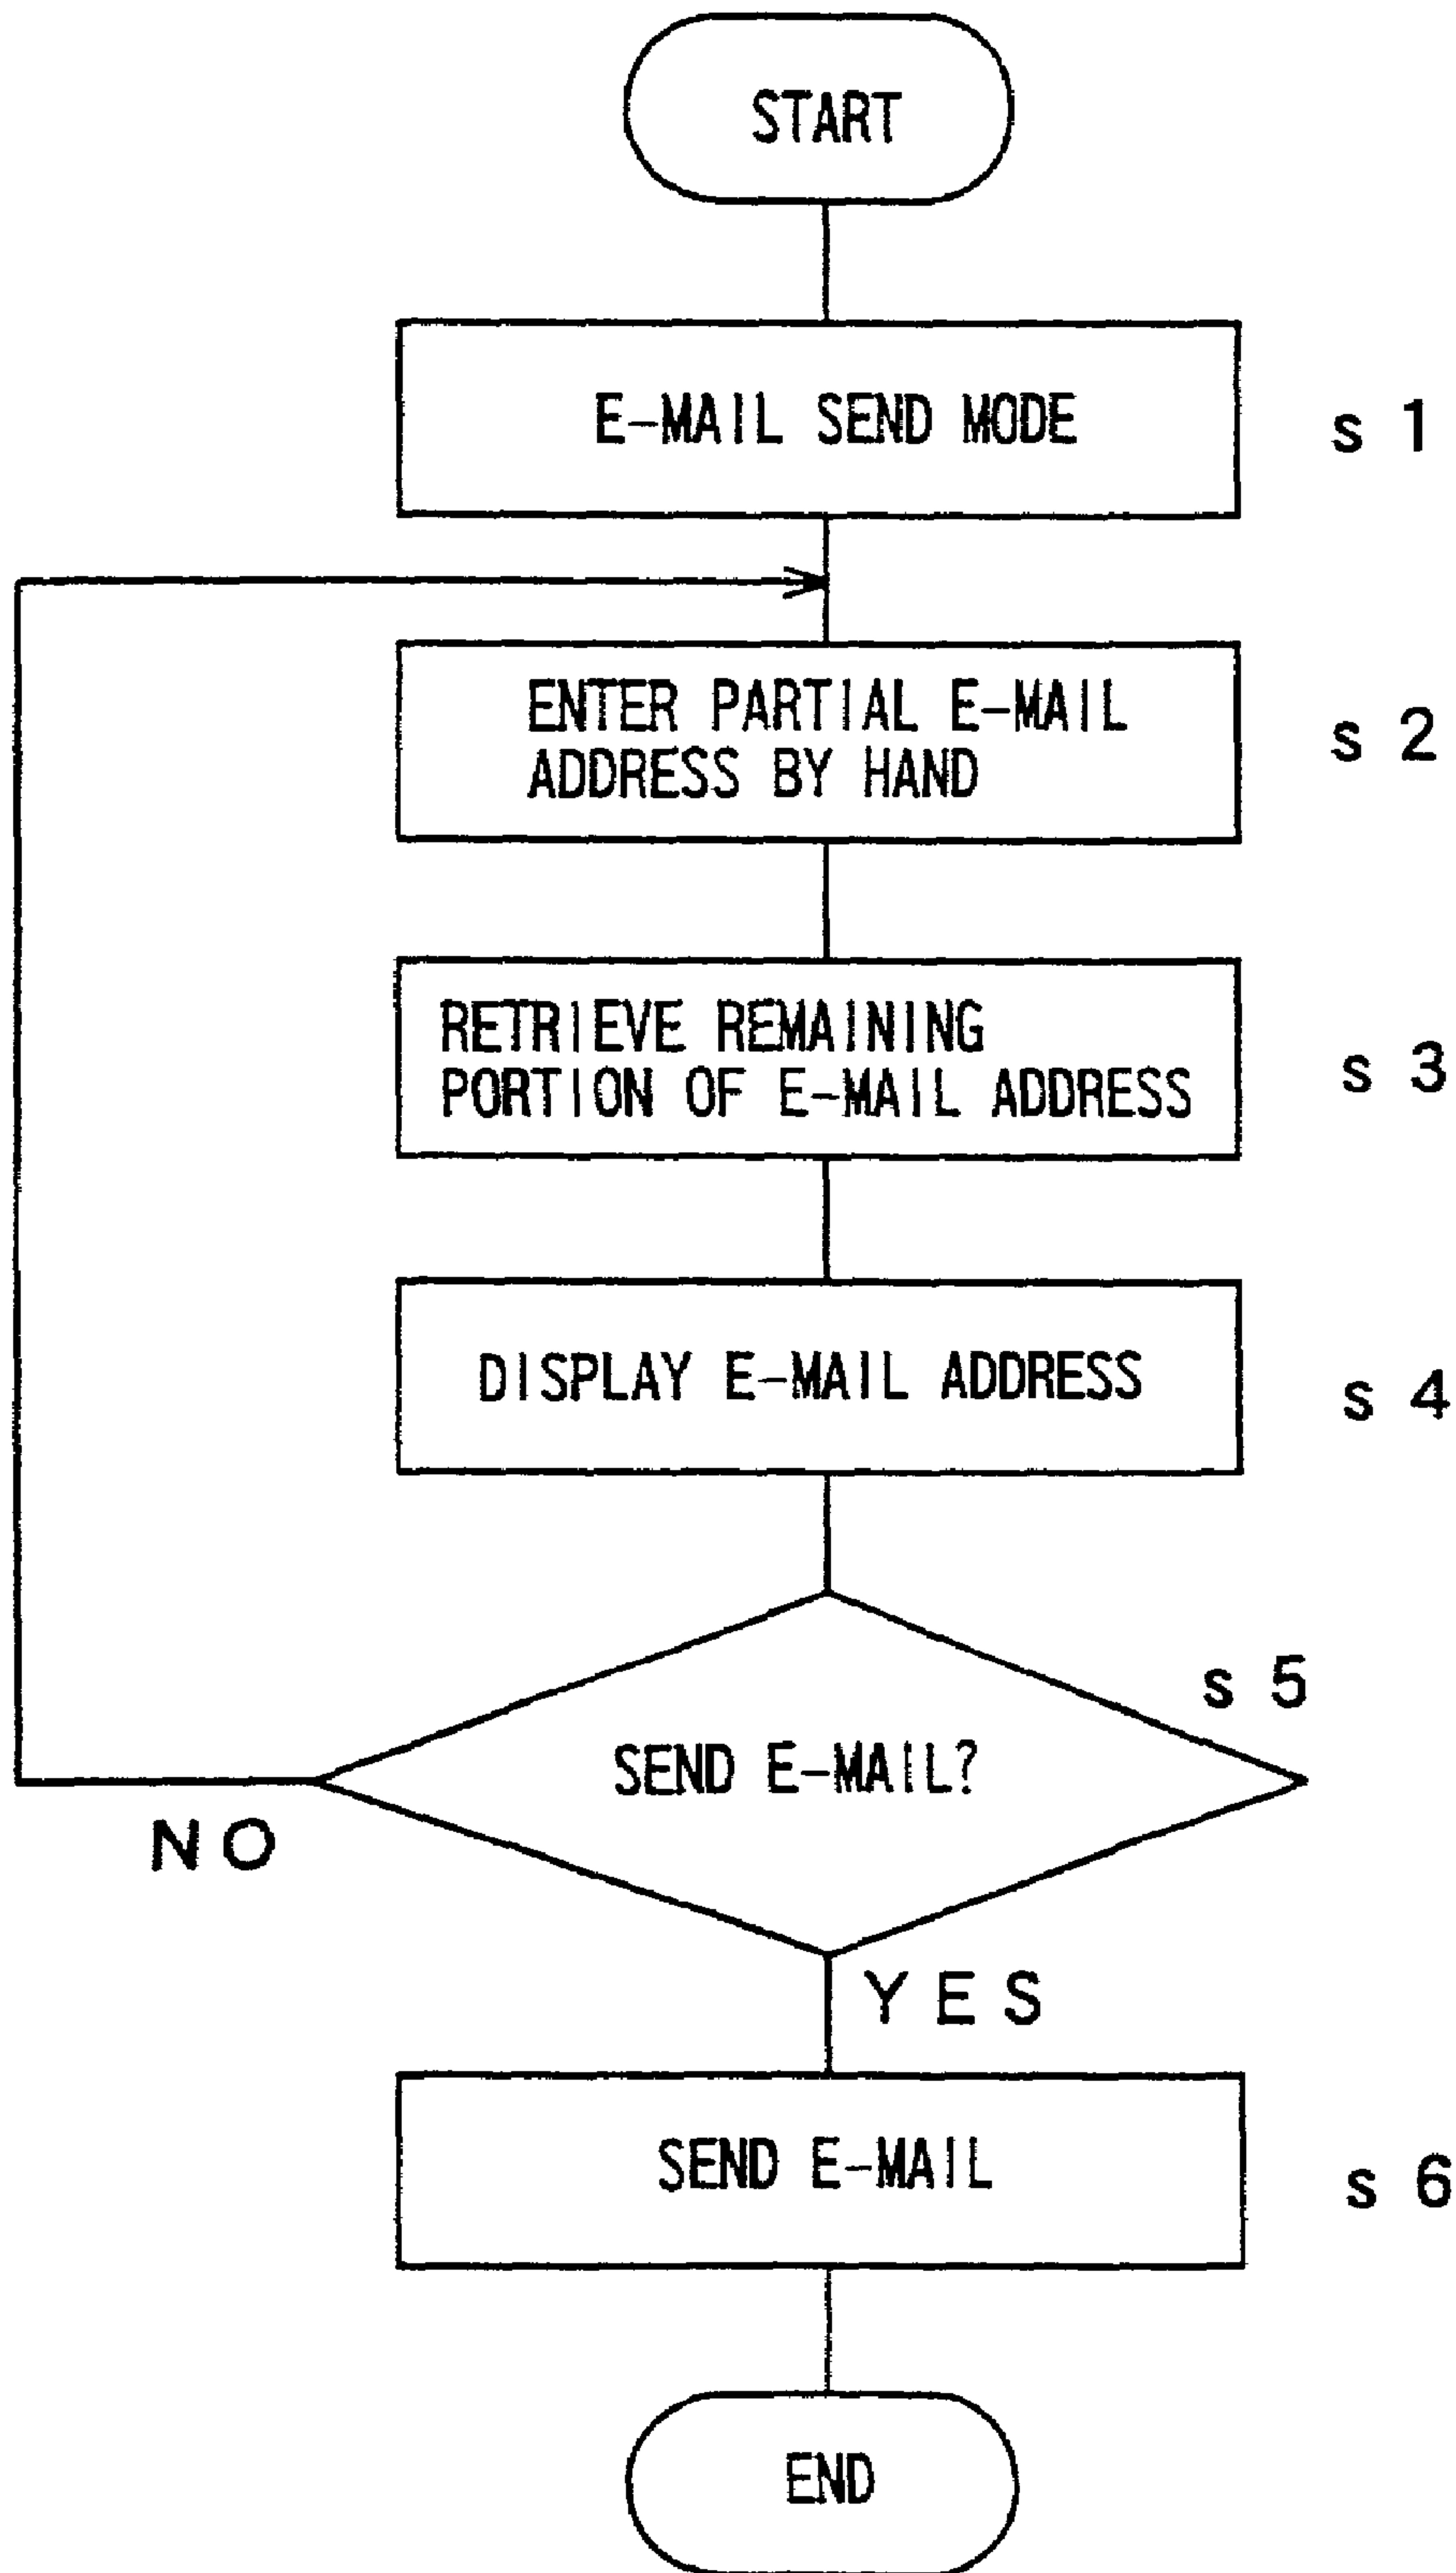 START
E-MAIL SEND MODE
s 1
ENTER PARTIAL E-MAIL
ADDRESS BY HAND
s 2
RETRIEVE REMAINING
PORTION OF E-MAIL ADDRESS
s 3
DISPLAY E-MAIL ADDRESS
s 4
s 5
SEND E-MAIL?
NO
YES
SEND E-MAIL
s 6
END